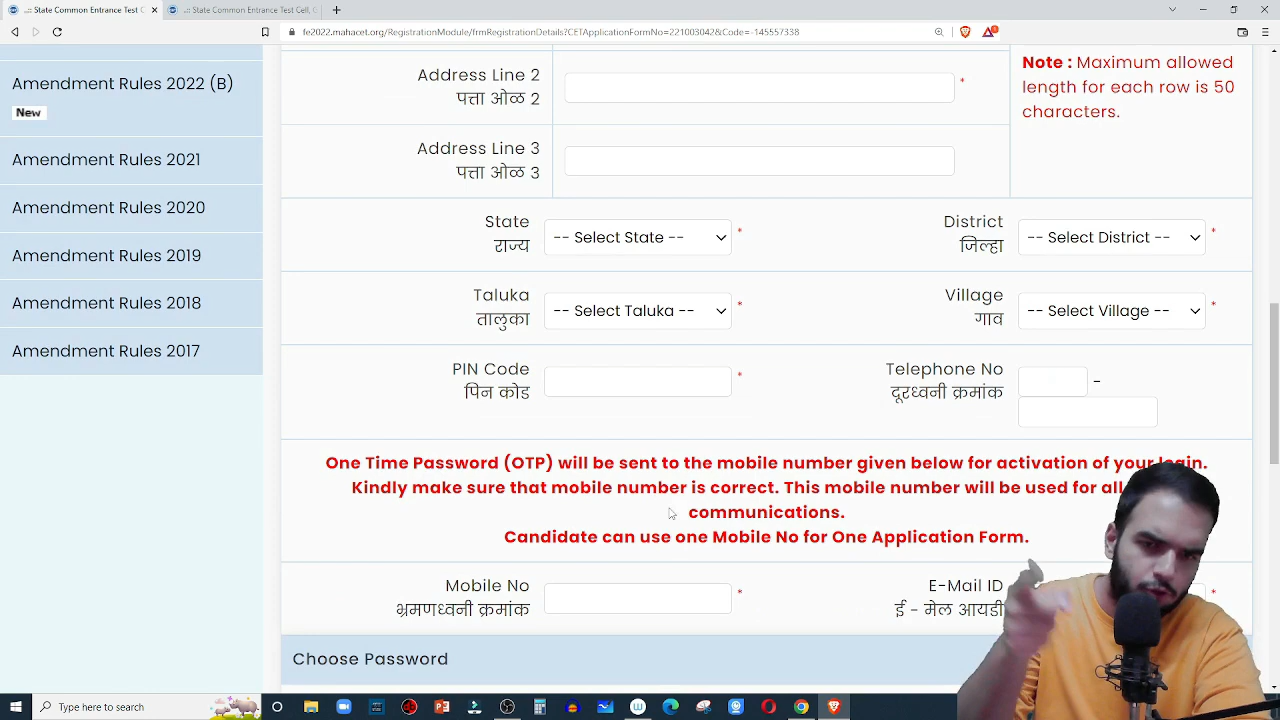 .:: State Common Entrance Test C
.:: State Common Entrance Test Cell, G
fe2022.mahacet.org/RegistrationModule/frmRegistrationDetail?CETApplicationFormNo=221003042&Code=-145557338
Amendment Rules 2022 (B)
New
Amendment Rules 2021
Amendment Rules 2020
Amendment Rules 2019
Amendment Rules 2018
Amendment Rules 2017
Address Line 2
पत्ता ओळ 2
*
Note : Maximum allowed
length for each row is 50
characters.
Address Line 3
पत्ता ओळ 3
State
राज्य
-- Select State -- *
District
जिल्हा
-- Select District -- *
Taluka
तालुका
-- Select Taluka -- *
Village
गाव
-- Select Village -- *
PIN Code
पिन कोड
*
Telephone No
दूरध्वनी क्रमांक
-
One Time Password (OTP) will be sent to the mobile number given below for activation of your login.
Kindly make sure that mobile number is correct. This mobile number will be used for all
communications.
Candidate can use one Mobile No for One Application Form.
Mobile No
भ्रमणध्वनी क्रमांक
*
E-Mail ID
ई - मेल आयडी
*
Choose Password
Type here to search